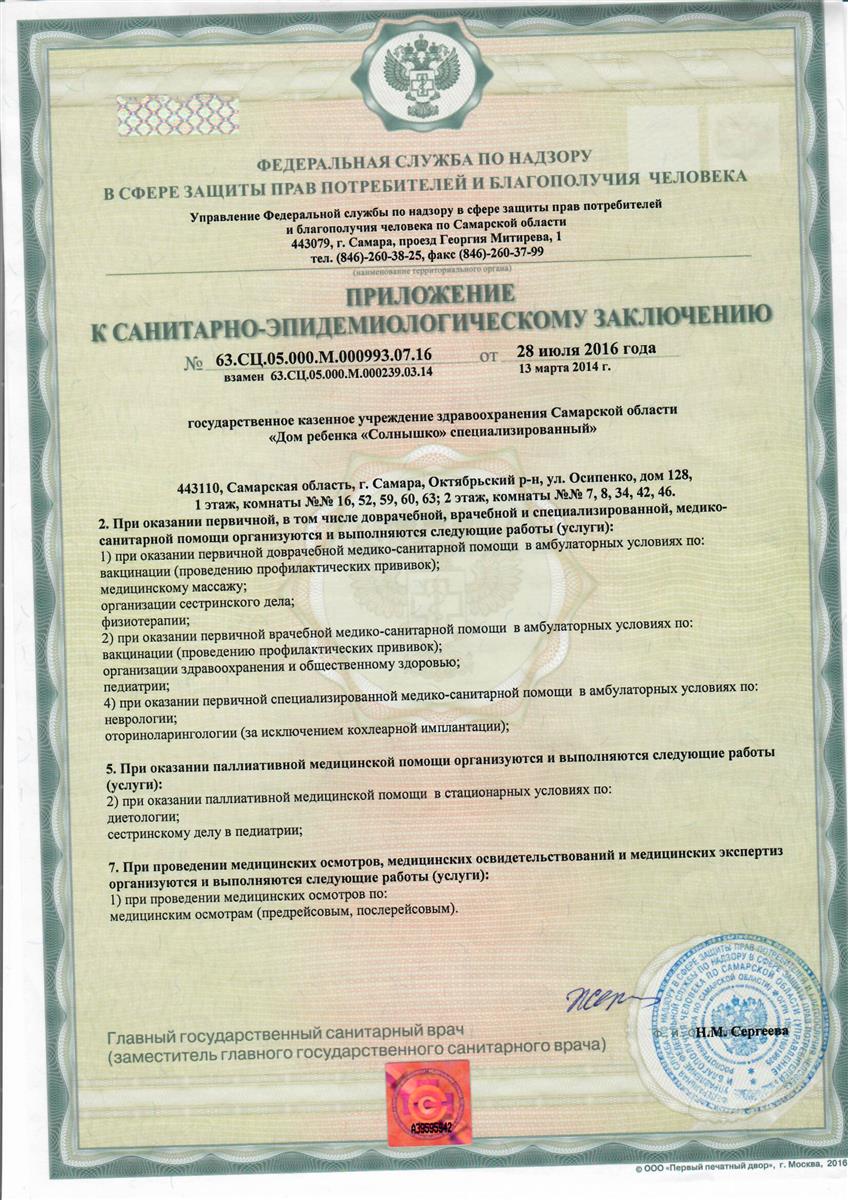 ФЕДЕРАЛЬНАЯ СЛУЖБА ПО НАДЗОРУ
В СФЕРЕ ЗАЩИТЫ ПРАВ ПОТРЕБИТЕЛЕЙ И БЛАГОПОЛУЧИЯ ЧЕЛОВЕКА
Управление Федеральной службы по надзору в сфере защиты прав потребителей
и благополучия человека по Самарской области
443079, г. Самара, проезд Георгия Митирева, 1
тел. (846)-260-38-25, факс (846)-260-37-99
(наименование территориального органа)
ПРИЛОЖЕНИЕ
К САНИТАРНО-ЭПИДЕМИОЛОГИЧЕСКОМУ ЗАКЛЮЧЕНИЮ
№ 63.СЦ.05.000.М.000993.07.16 от 28 июля 2016 года
взамен 63.СЦ.05.000.М.000239.03.14 13 марта 2014 г.
государственное казенное учреждение здравоохранения Самарской области
«Дом ребенка «Солнышко» специализированный»
443110, Самарская область, г. Самара, Октябрьский р-н, ул. Осипенко, дом 128,
1 этаж, комнаты №№ 16, 52, 59, 60, 63; 2 этаж, комнаты №№ 7, 8, 34, 42, 46.
2. При оказании первичной, в том числе доврачебной, врачебной и специализированной, медико-
санитарной помощи организуются и выполняются следующие работы (услуги):
1) при оказании первичной доврачебной медико-санитарной помощи в амбулаторных условиях по:
вакцинации (проведению профилактических прививок);
медицинскому массажу;
организации сестринского дела;
физиотерапии;
2) при оказании первичной врачебной медико-санитарной помощи в амбулаторных условиях по:
вакцинации (проведению профилактических прививок);
организации здравоохранения и общественному здоровью;
педиатрии;
4) при оказании первичной специализированной медико-санитарной помощи в амбулаторных условиях по:
неврологии;
оториноларингологии (за исключением кохлеарной имплантации);
5. При оказании паллиативной медицинской помощи организуются и выполняются следующие работы
(услуги):
2) при оказании паллиативной медицинской помощи в стационарных условиях по:
диетологии;
сестринскому делу в педиатрии;
7. При проведении медицинских осмотров, медицинских освидетельствований и медицинских экспертиз
организуются и выполняются следующие работы (услуги):
1) при проведении медицинских осмотров по:
медицинским осмотрам (предрейсовым, послерейсовым).
Главный государственный санитарный врач
(заместитель главного государственного санитарного врача)
Н.М. Сергеева
А39595942
© ООО «Первый печатный двор», г. Москва, 2016